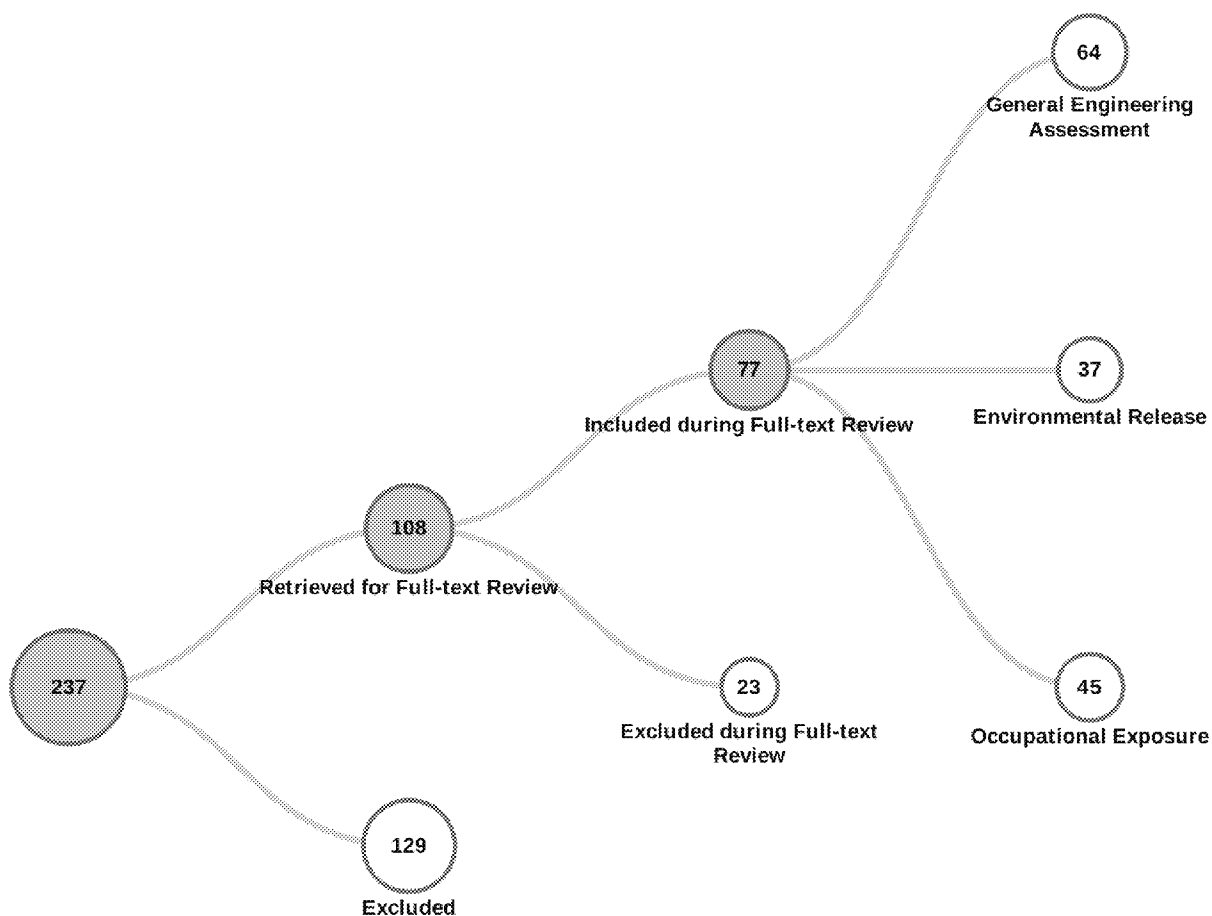 64
General Engineering
Assessment
77
Included during Full-text Review
37
Environmental Release
108
Retrieved for Full-text Review
237
23
Excluded during Full-text
Review
45
Occupational Exposure
129
Excluded